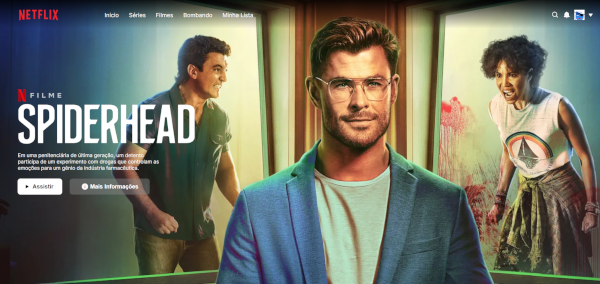 NETFLIX
Início Séries Filmes Bombando Minha Lista
N FILME
SPIDERHEAD
Em uma penitenciária de última geração, um detento
participa de um experimento com drogas que controlam as
emoções para um gênio da indústria farmacêutica.
Assistir
Mais Informações